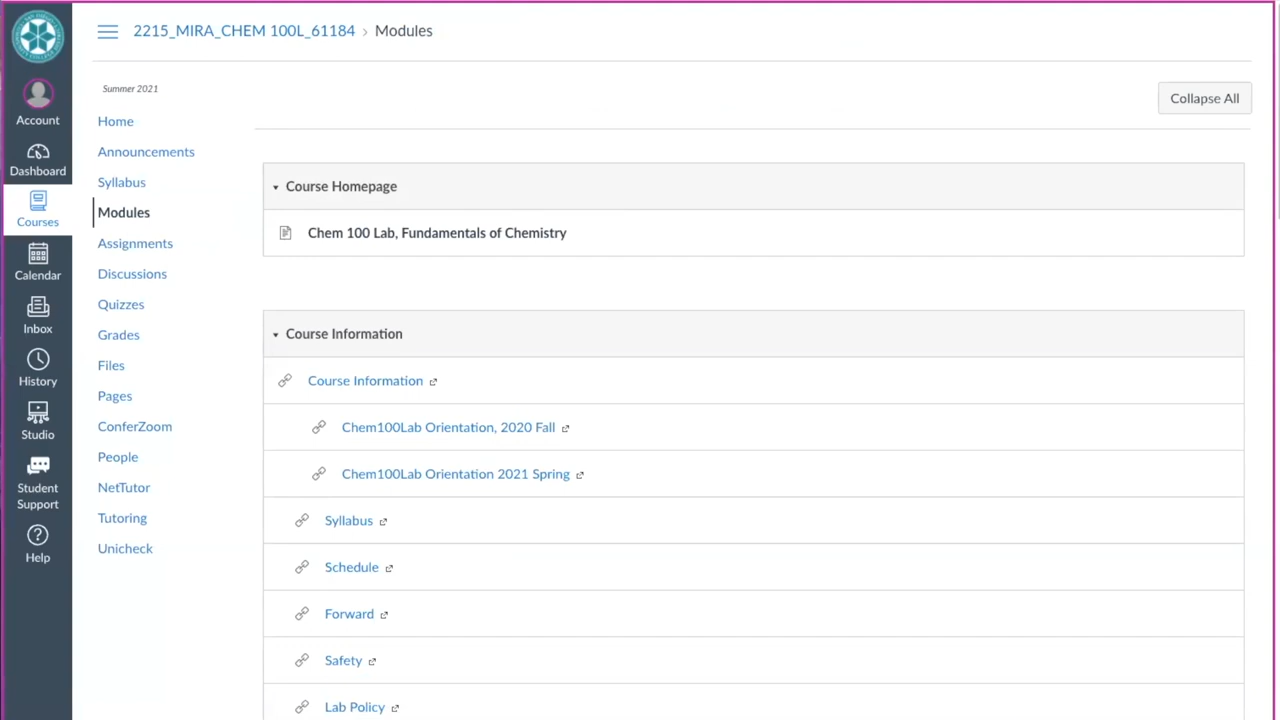 2215_MIRA_CHEM 100L_61184 › Modules
Account
Dashboard
Courses
Calendar
Inbox
History
Studio
Student
Support
Help
Summer 2021
Home
Announcements
Syllabus
Modules
Assignments
Discussions
Quizzes
Grades
Files
Pages
ConferZoom
People
NetTutor
Tutoring
Unicheck
Collapse All
Course Homepage
Chem 100 Lab, Fundamentals of Chemistry
Course Information
Course Information
Chem100Lab Orientation, 2020 Fall
Chem100Lab Orientation 2021 Spring
Syllabus
Schedule
Forward
Safety
Lab Policy